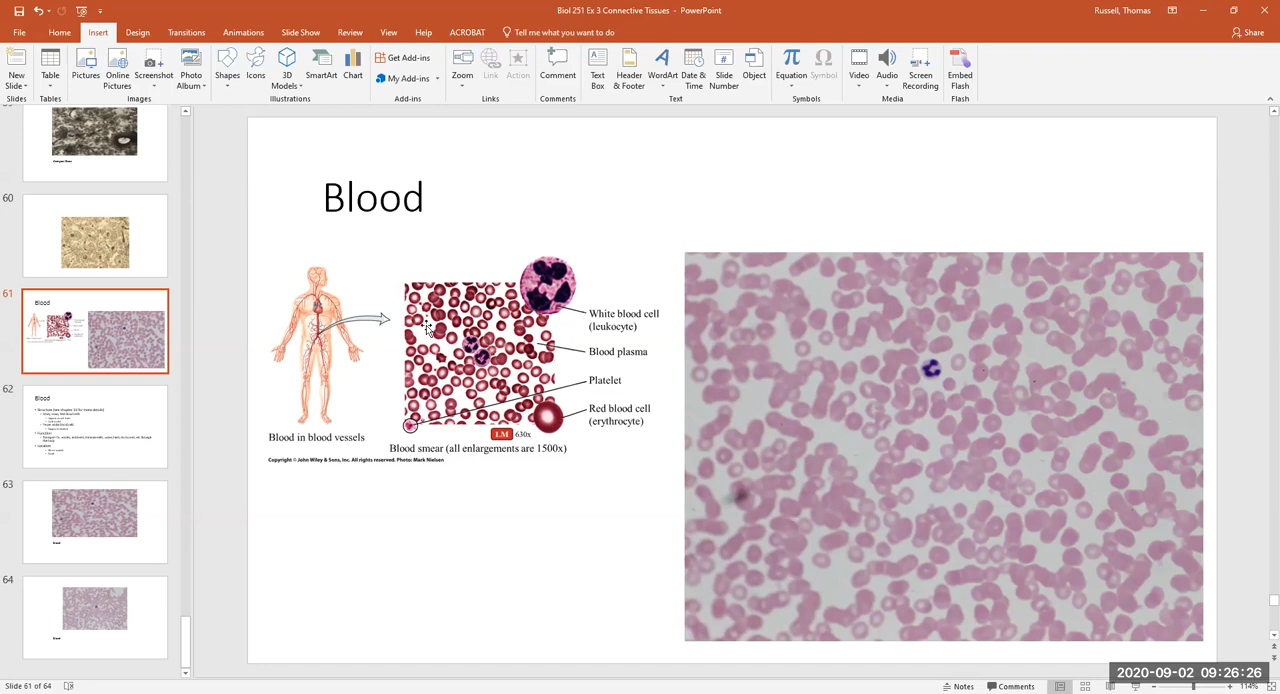 Biol 251 Ex 3 Connective Tissues - PowerPoint
Russell, Thomas
File Home Insert Design Transitions Animations Slide Show Review View Help ACROBAT Tell me what you want to do
Share
New Slide
Table
Pictures
Online Pictures
Screenshot
Photo Album
Shapes
Icons
3D Models
SmartArt
Chart
Get Add-ins
My Add-ins
Zoom
Link
Action
Comment
Text Box
Header & Footer
WordArt
Date & Time
Slide Number
Object
Equation
Symbol
Video
Audio
Screen Recording
Embed Flash
Slides Tables Images Illustrations Add-ins Links Comments Text Symbols Media Flash
60
61
Blood
62
Blood
63
Blood
64
Blood
Blood
White blood cell
(leukocyte)
Blood plasma
Platelet
Red blood cell
(erythrocyte)
LM 630x
Blood in blood vessels
Blood smear (all enlargements are 1500x)
Copyright © John Wiley & Sons, Inc. All rights reserved. Photo: Mark Nielsen
2020-09-02 09:26:26
Slide 61 of 64
Notes Comments
114%